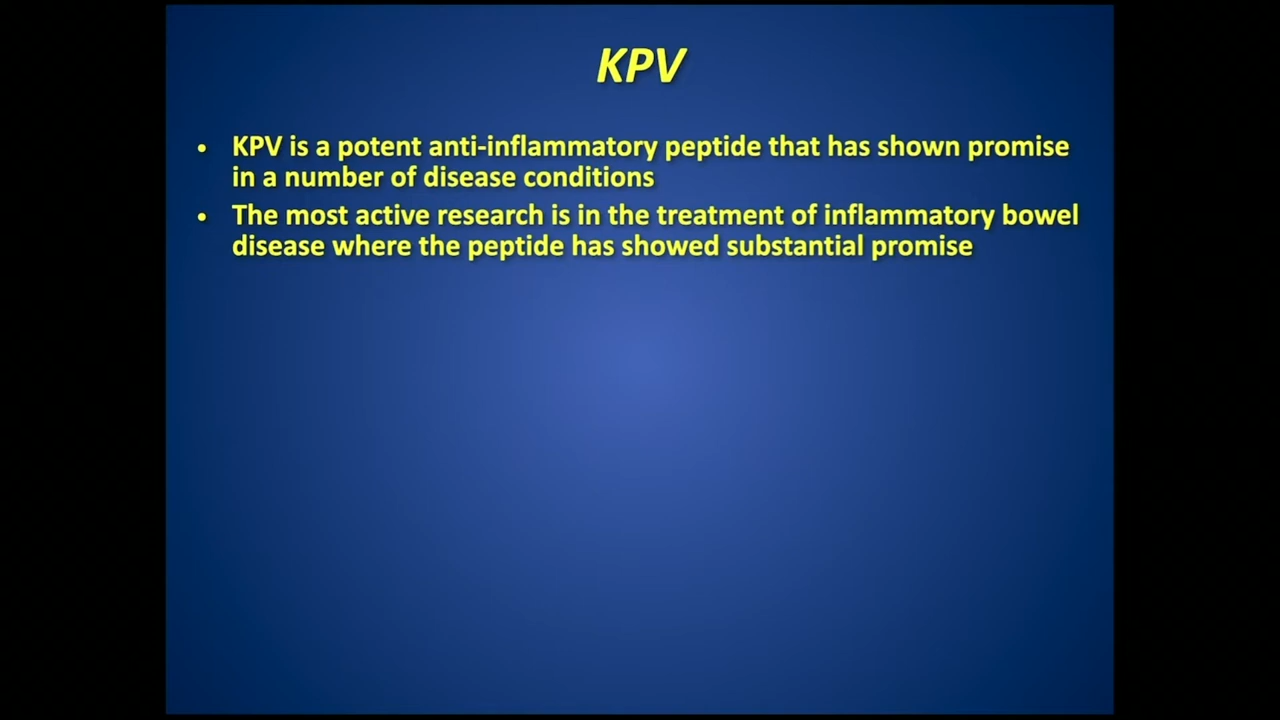 KPV
• KPV is a potent anti-inflammatory peptide that has shown promise
in a number of disease conditions
• The most active research is in the treatment of inflammatory bowel
disease where the peptide has showed substantial promise